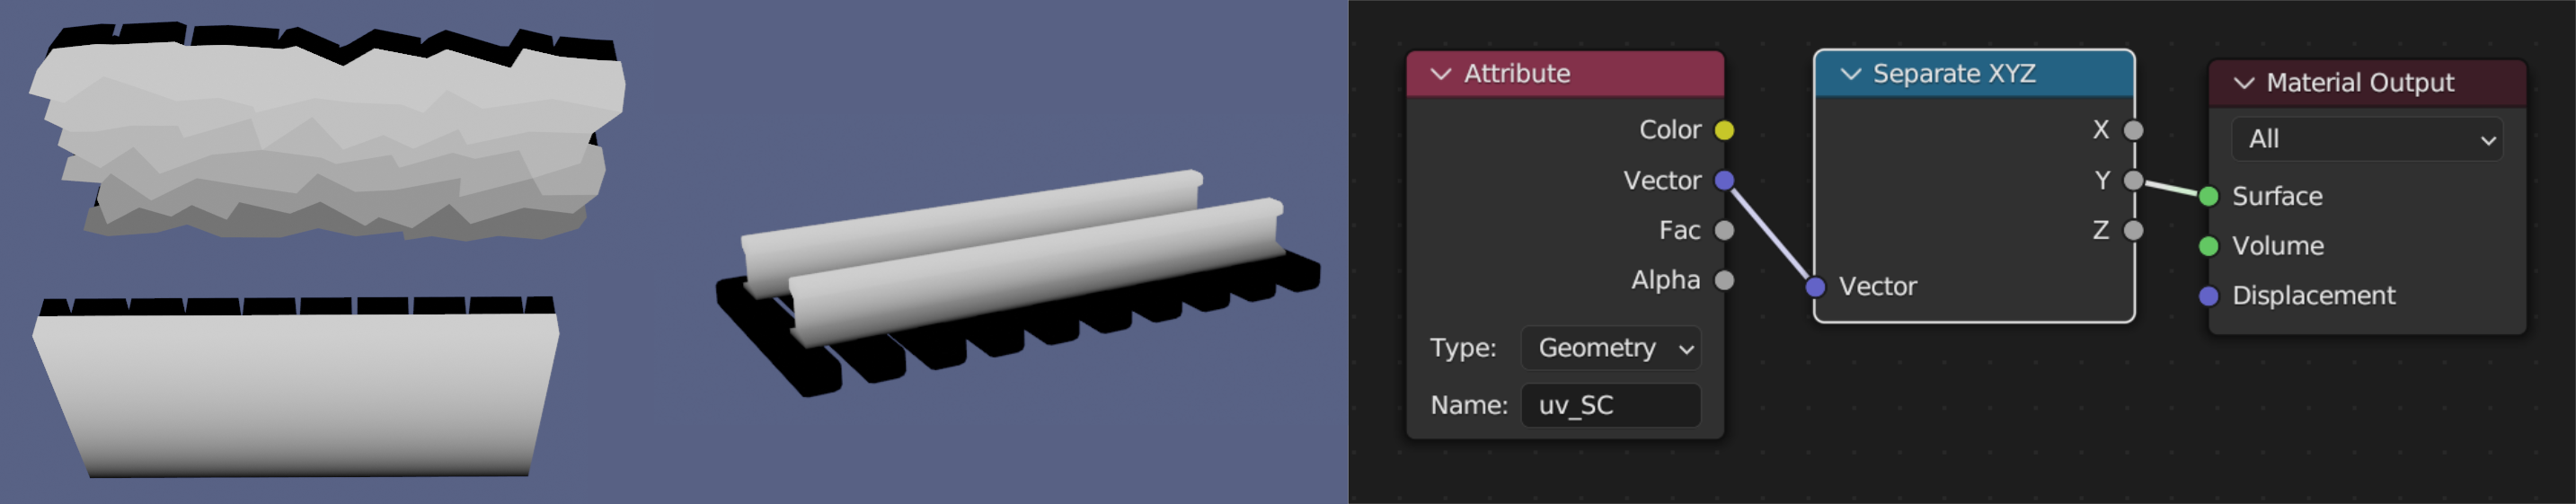 Attribute
Color
Vector
Fac
Alpha
Type: Geometry
Name: uv_SC
Separate XYZ
X
Y
Z
Vector
Material Output
All
Surface
Volume
Displacement